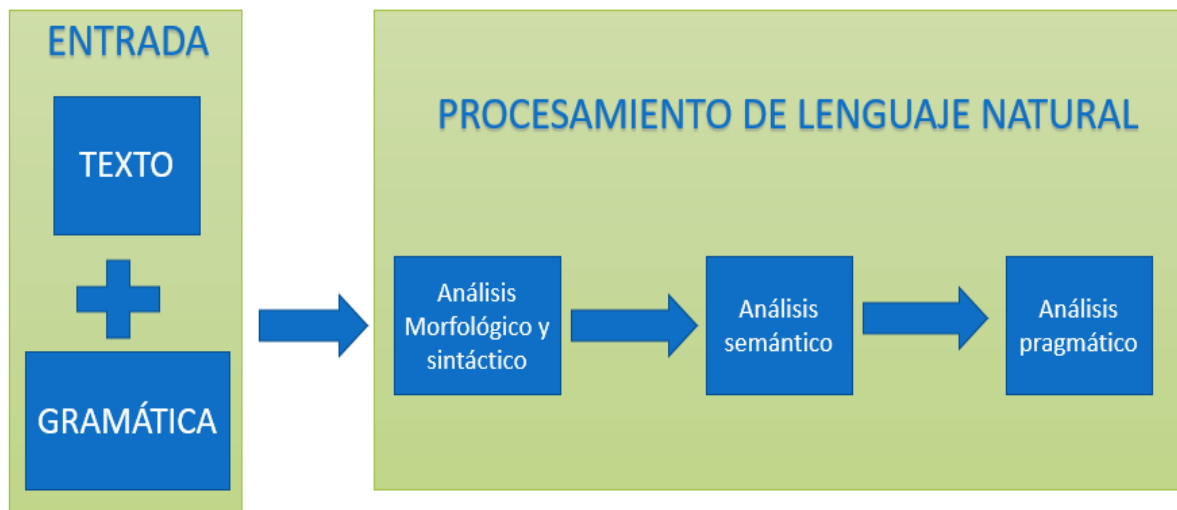 ENTRADA
TEXTO
GRAMÁTICA
PROCESAMIENTO DE LENGUAJE NATURAL
Análisis
Morfológico y
sintáctico
Análisis
semántico
Análisis
pragmático